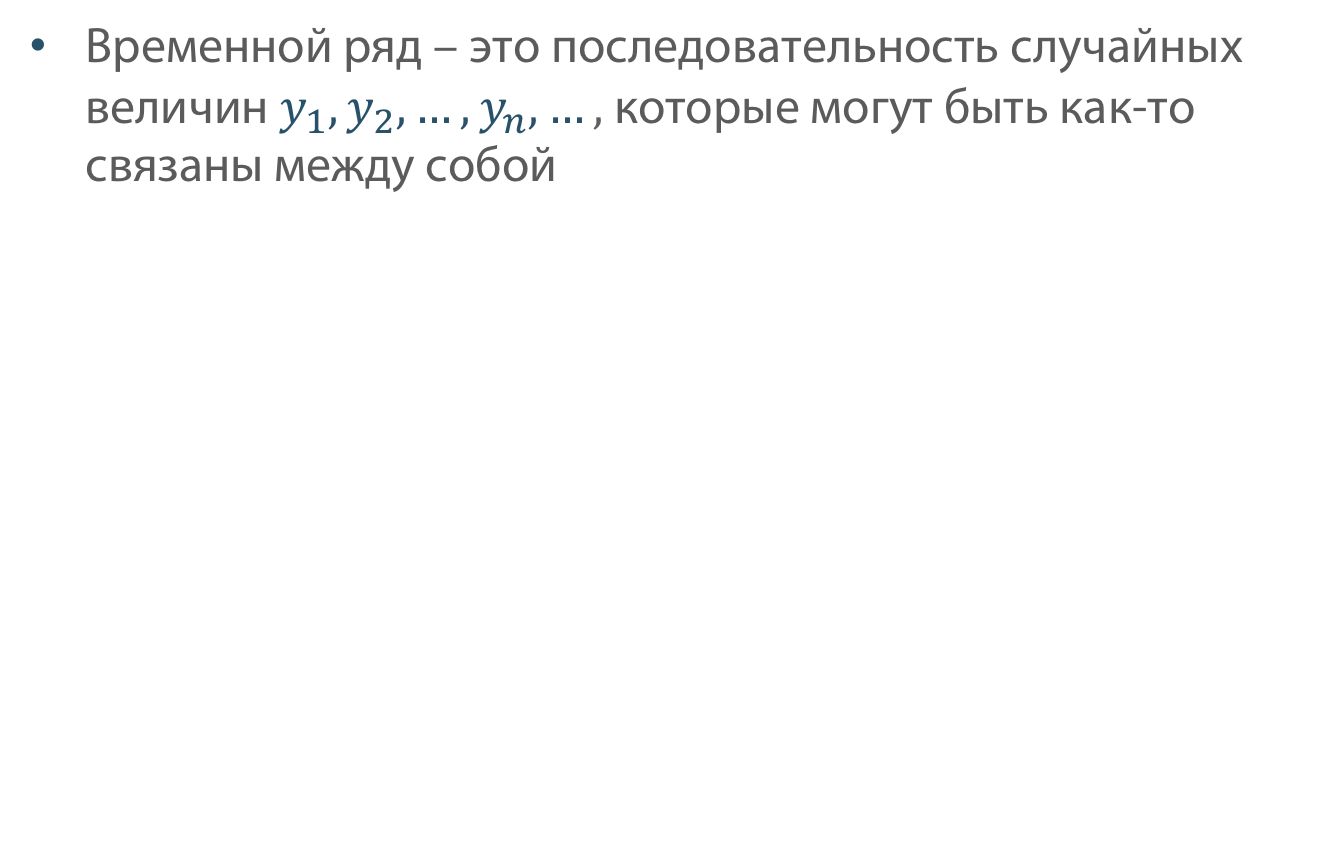 • Временной ряд – это последовательность случайных
величин y₁, y₂, … , yₙ, … , которые могут быть как-то
связаны между собой